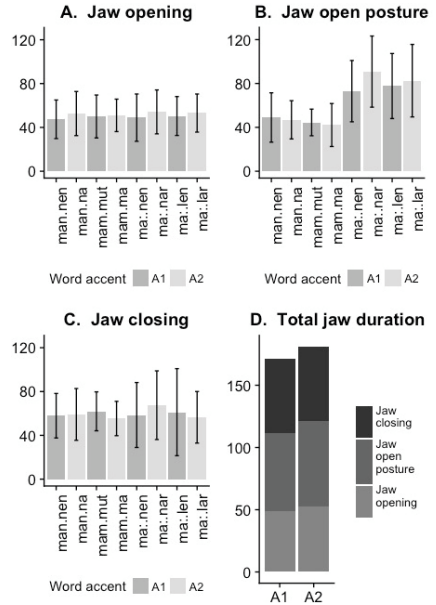 A. Jaw opening
120
80
40
0
man.nen
man.na
mam.mut
mam.ma
ma:.nen
ma:.nar
ma:.len
ma:.lar
Word accent A1 A2
B. Jaw open posture
120
80
40
0
man.nen
man.na
mam.mut
mam.ma
ma:.nen
ma:.nar
ma:.len
ma:.lar
Word accent A1 A2
C. Jaw closing
120
80
40
0
man.nen
man.na
mam.mut
mam.ma
ma:.nen
ma:.nar
ma:.len
ma:.lar
Word accent A1 A2
D. Total jaw duration
150
100
50
0
A1 A2
Jaw
closing
Jaw
open
posture
Jaw
opening